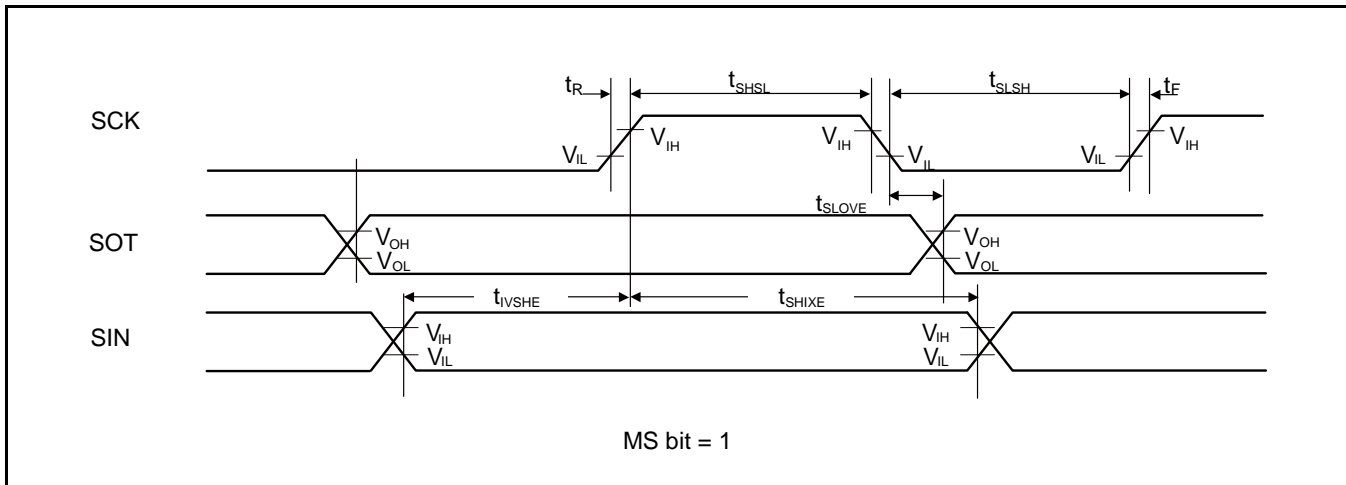 tR tSHSL tSLSH tF
SCK
VIH VIH VIH
VIL VIL VIL
tSLOVE
SOT
VOH VOH
VOL VOL
tIVSHE tSHIXE
SIN
VIH VIH
VIL VIL
MS bit = 1